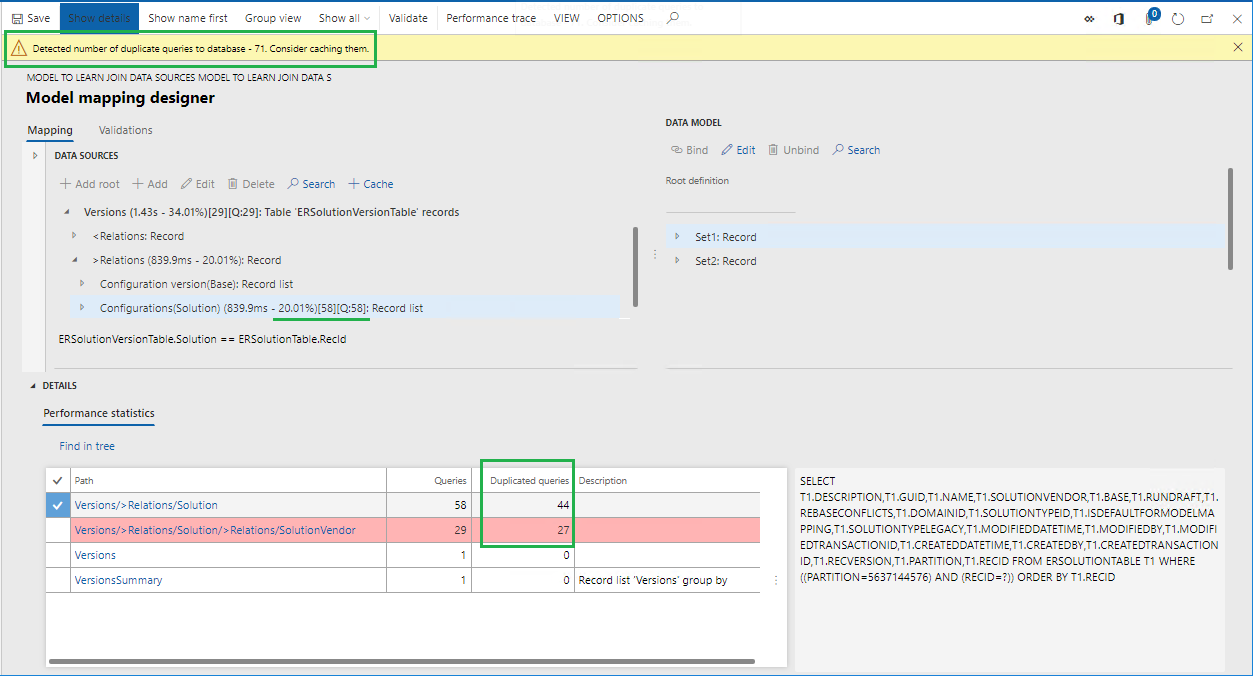 Save Show details Show name first Group view Show all Validate Performance trace VIEW OPTIONS 0
Detected number of duplicate queries to database - 71. Consider caching them.
MODEL TO LEARN JOIN DATA SOURCES MODEL TO LEARN JOIN DATA S
Model mapping designer
Mapping Validations
DATA SOURCES
Add root Add Edit Delete Search Cache
Versions (1.43s - 34.01%)[29][Q:29]: Table 'ERSolutionVersionTable' records
<Relations: Record
>Relations (839.9ms - 20.01%): Record
Configuration version(Base): Record list
Configurations(Solution) (839.9ms - 20.01%)[58][Q:58]: Record list
ERSolutionVersionTable.Solution == ERSolutionTable.RecId
DATA MODEL
Bind Edit Unbind Search
Root definition
Set1: Record
Set2: Record
DETAILS
Performance statistics
Find in tree
Path Queries Duplicated queries Description
Versions/>Relations/Solution 58 44
Versions/>Relations/Solution/>Relations/SolutionVendor 29 27
Versions 1 0
VersionsSummary 1 0 Record list 'Versions' group by
SELECT
T1.DESCRIPTION,T1.GUID,T1.NAME,T1.SOLUTIONVENDOR,T1.BASE,T1.RUNDRAFT,T1.
REBASECONFLICTS,T1.DOMAINID,T1.SOLUTIONTYPEID,T1.ISDEFAULTFORMODELMA
PPING,T1.SOLUTIONTYPELEGACY,T1.MODIFIEDDATETIME,T1.MODIFIEDBY,T1.MODIFI
EDTRANSACTIONID,T1.CREATEDDATETIME,T1.CREATEDBY,T1.CREATEDTRANSACTION
ID,T1.RECVERSION,T1.PARTITION,T1.RECID FROM ERSOLUTIONTABLE T1 WHERE
((PARTITION=5637144576) AND (RECID=?)) ORDER BY T1.RECID